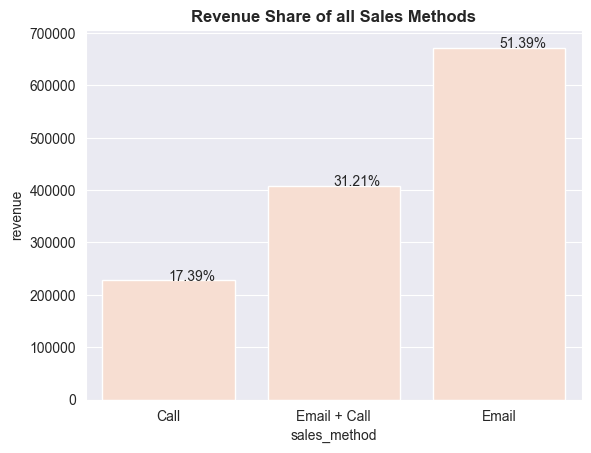 Revenue Share of all Sales Methods
700000
600000
500000
400000
300000
200000
100000
0
revenue
17.39%
31.21%
51.39%
Call
Email + Call
Email
sales_method